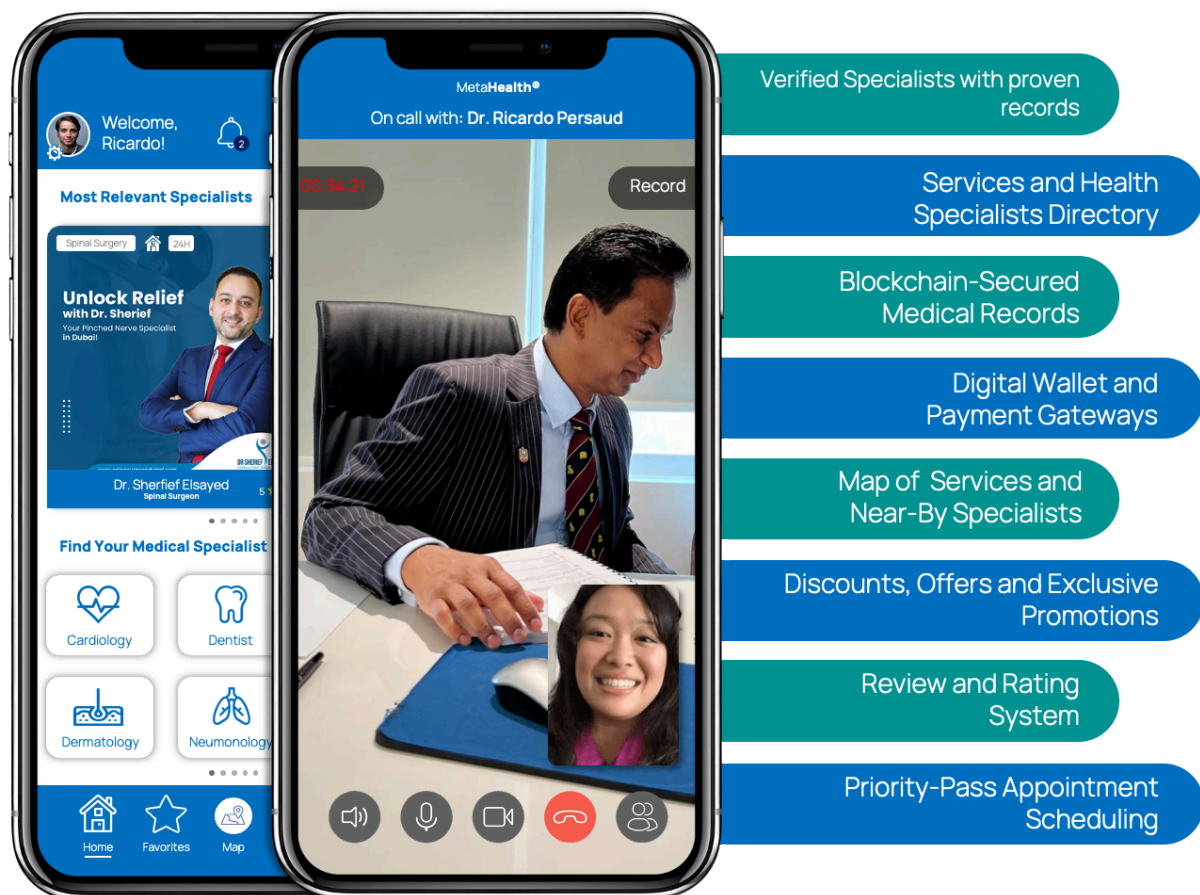 Welcome,
Ricardo!
2
Most Relevant Specialists
Spinal Surgery
24H
Unlock Relief
with Dr. Sherief
Your Pinched Nerve Specialist
in Dubai!
DR SHERIEF
Dr. Sherfief Elsayed
Spinal Surgeon
5
Find Your Medical Specialist
Cardiology
Dentist
Dermatology
Neumonology
Home
Favorites
Map
MetaHealth®
On call with: Dr. Ricardo Persaud
00:34:21
Record
Verified Specialists with proven
records
Services and Health
Specialists Directory
Blockchain-Secured
Medical Records
Digital Wallet and
Payment Gateways
Map of Services and
Near-By Specialists
Discounts, Offers and Exclusive
Promotions
Review and Rating
System
Priority-Pass Appointment
Scheduling